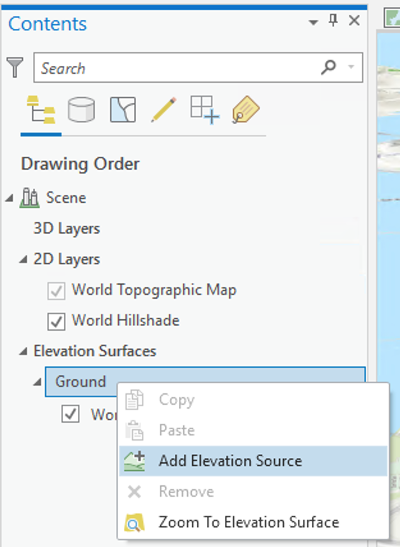 Contents
Search
Drawing Order
Scene
3D Layers
2D Layers
World Topographic Map
World Hillshade
Elevation Surfaces
Ground
Copy
Paste
Add Elevation Source
Remove
Zoom To Elevation Surface